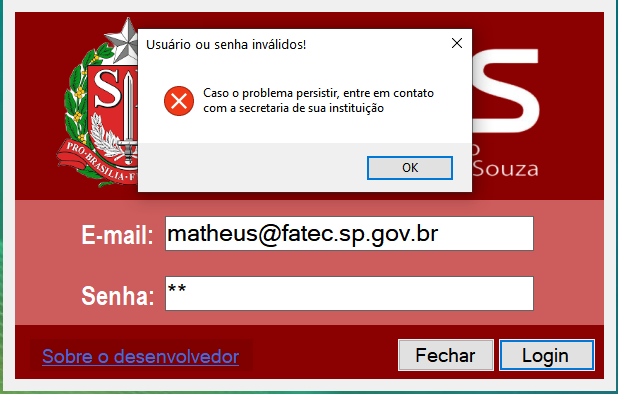 Usuário ou senha inválidos!
Caso o problema persistir, entre em contato
com a secretaria de sua instituição
OK
S
S
PRÓ-BRASILIA-F
Souza
E-mail: matheus@fatec.sp.gov.br
Senha: **
Sobre o desenvolvedor
Fechar
Login